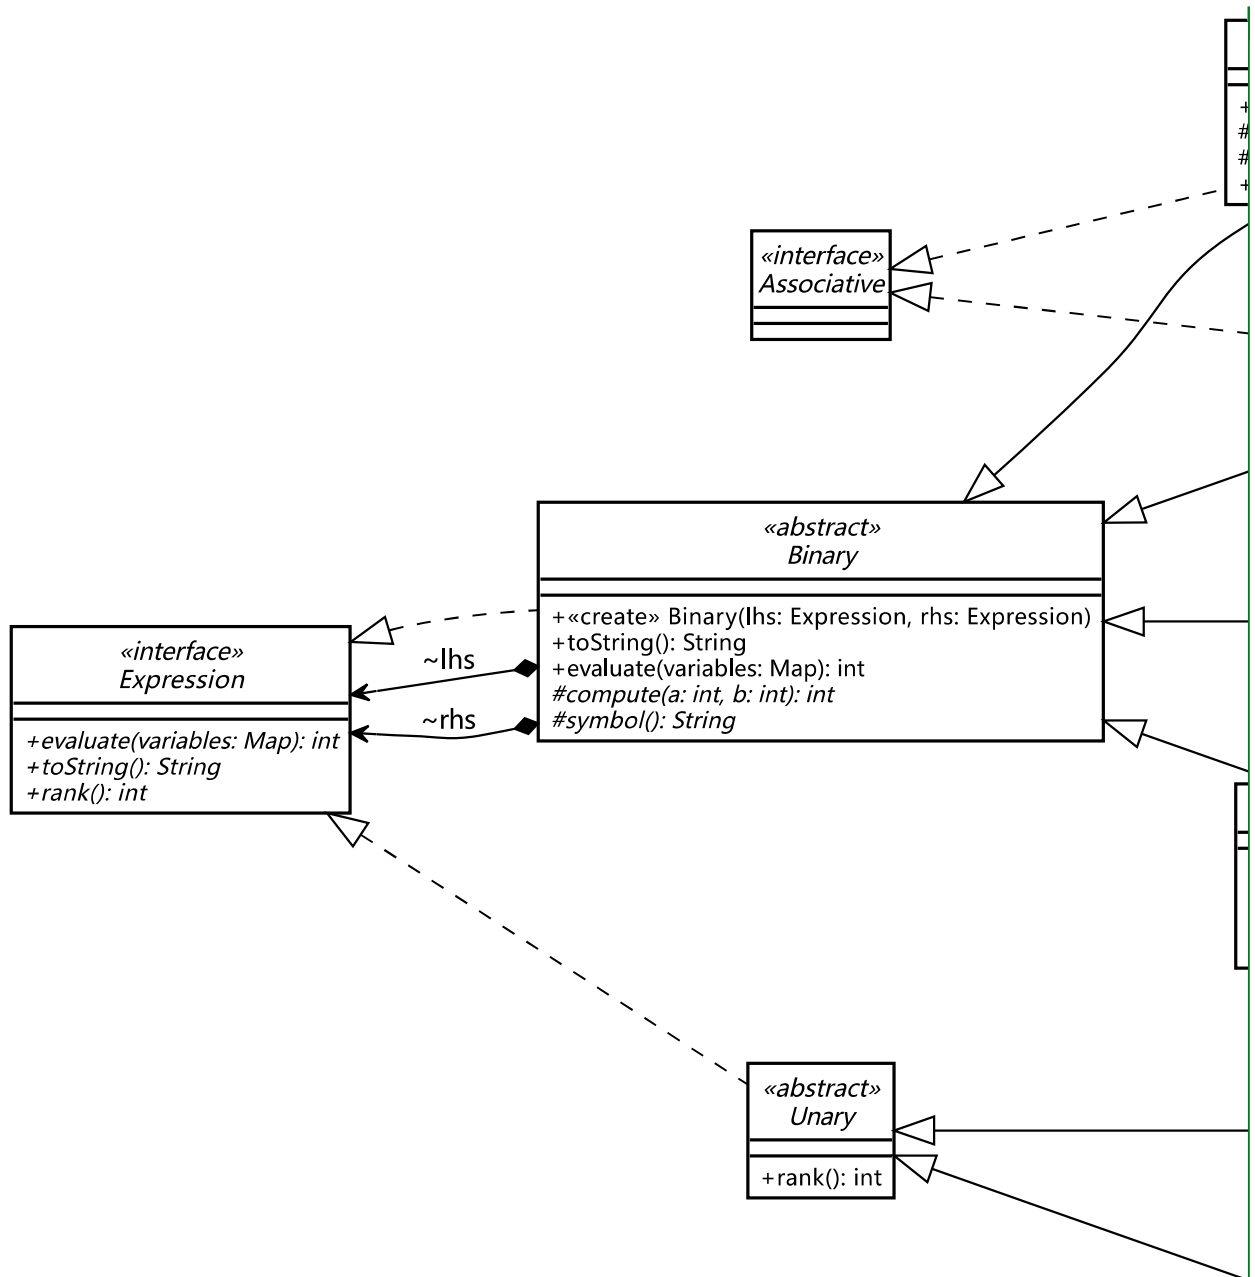 +
#
#
+
«interface»
Associative
«abstract»
Binary
+«create» Binary(lhs: Expression, rhs: Expression)
+toString(): String
+evaluate(variables: Map): int
#compute(a: int, b: int): int
#symbol(): String
~lhs
~rhs
«interface»
Expression
+evaluate(variables: Map): int
+toString(): String
+rank(): int
«abstract»
Unary
+rank(): int